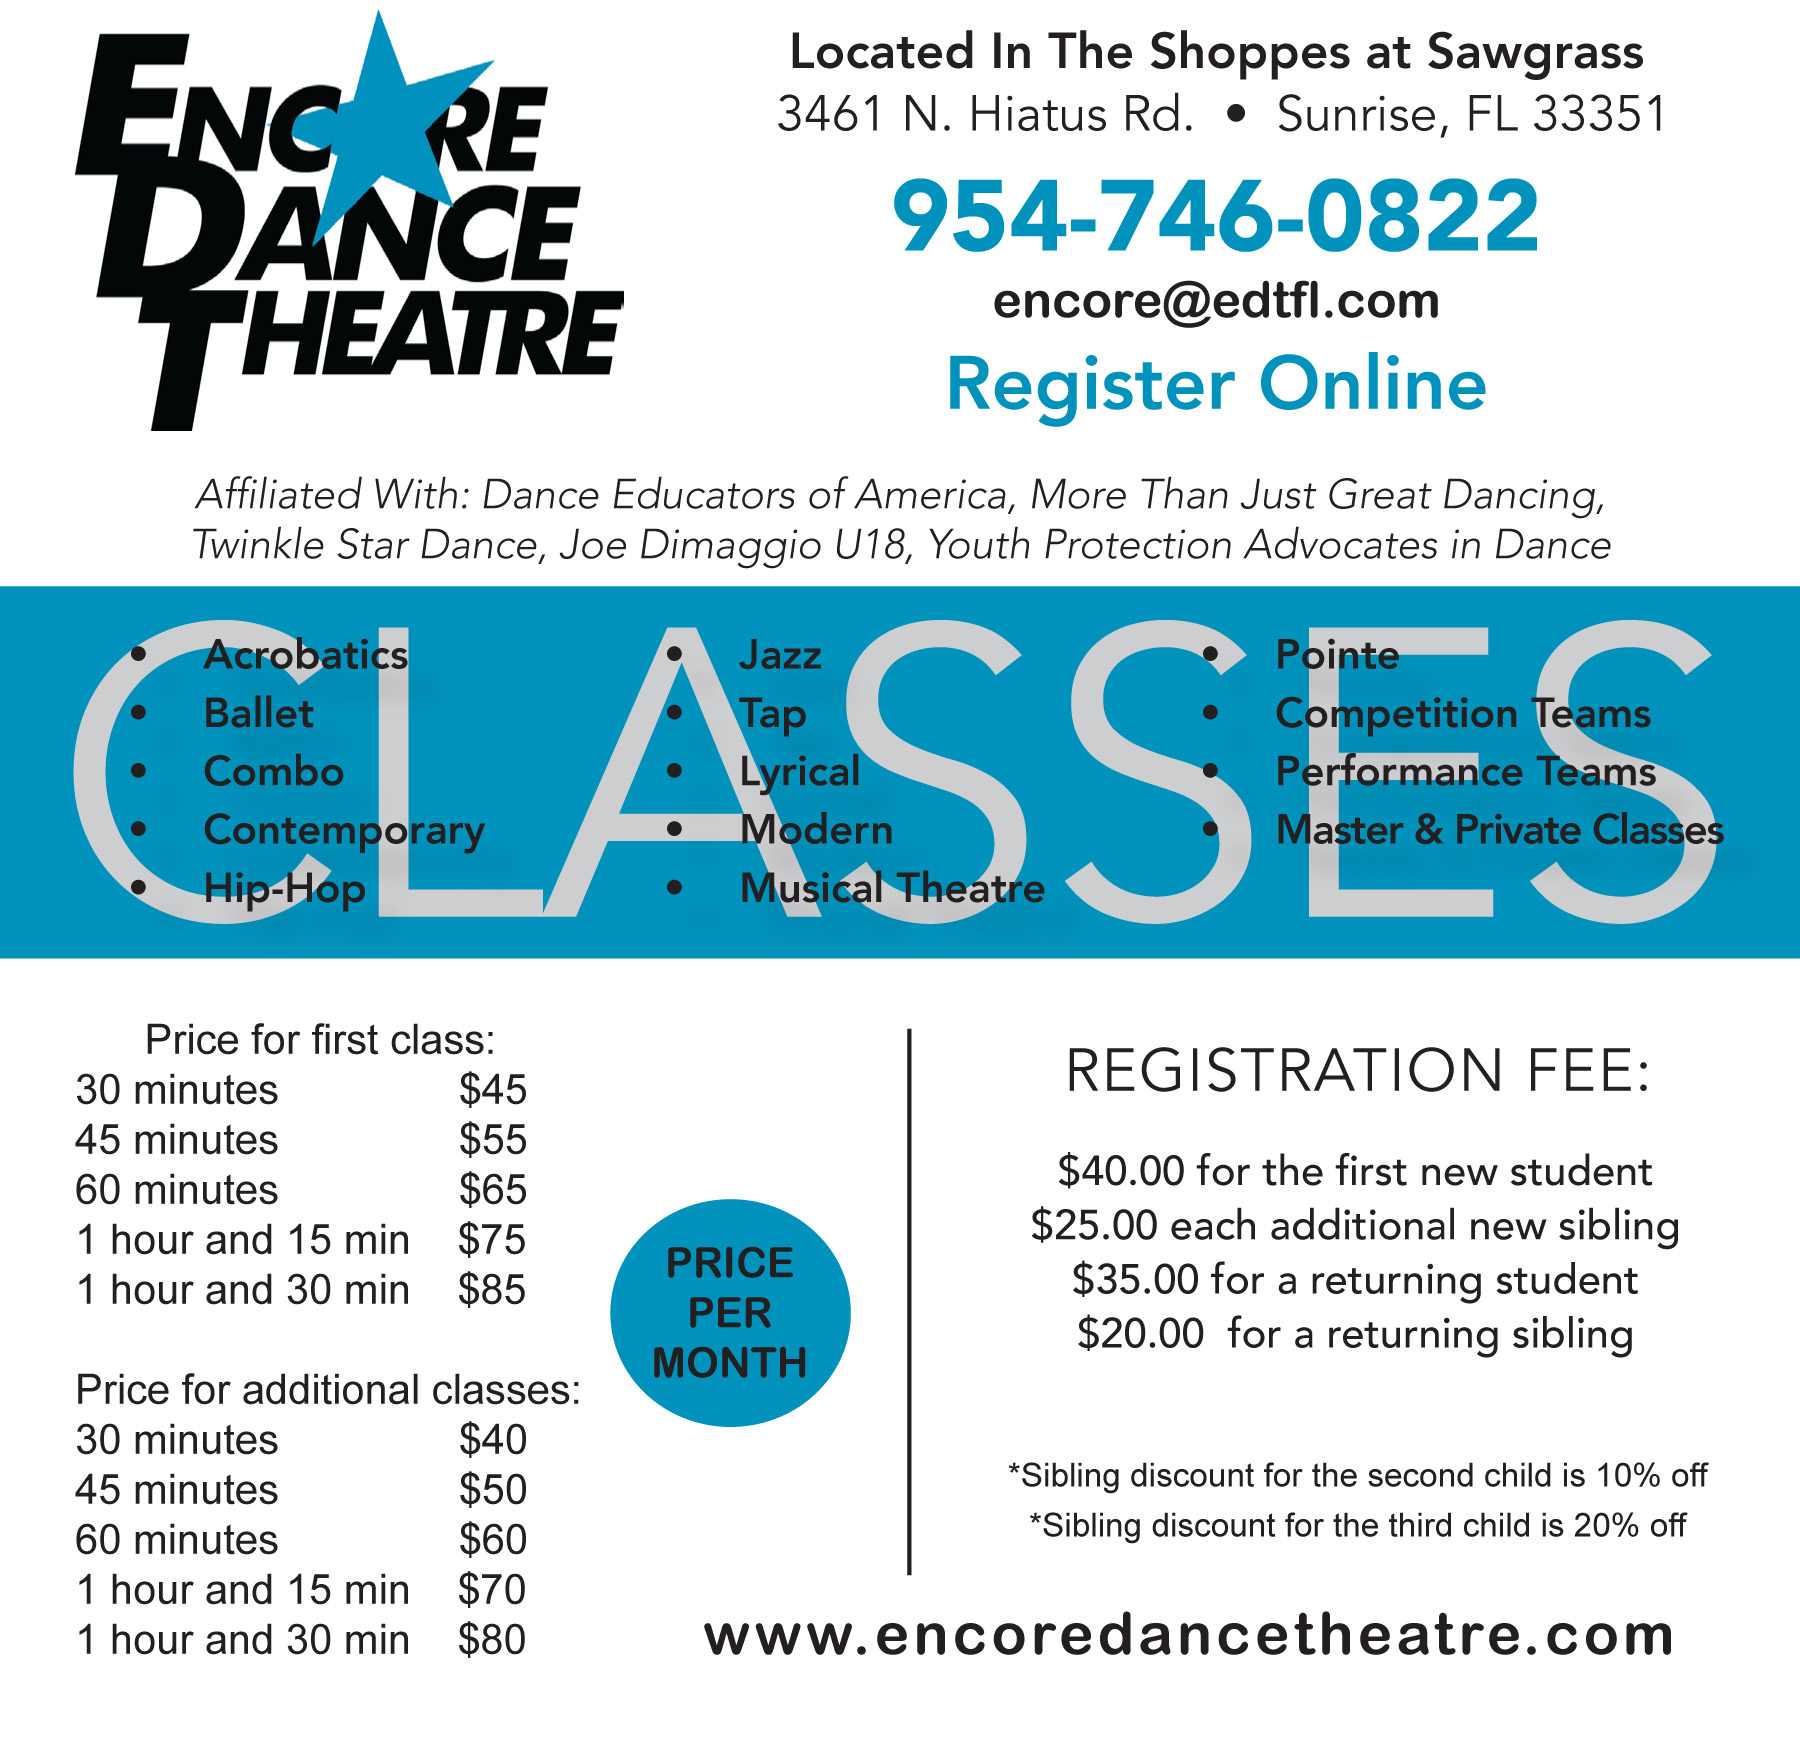 ENCORE
DANCE
THEATRE
Located In The Shoppes at Sawgrass
3461 N. Hiatus Rd. • Sunrise, FL 33351
954-746-0822
encore@edtfl.com
Register Online
Affiliated With: Dance Educators of America, More Than Just Great Dancing,
Twinkle Star Dance, Joe Dimaggio U18, Youth Protection Advocates in Dance
CLASSES
• Acrobatics
• Ballet
• Combo
• Contemporary
• Hip-Hop
• Jazz
• Tap
• Lyrical
• Modern
• Musical Theatre
• Pointe
• Competition Teams
• Performance Teams
• Master & Private Classes
Price for first class:
30 minutes $45
45 minutes $55
60 minutes $65
1 hour and 15 min $75
1 hour and 30 min $85
Price for additional classes:
30 minutes $40
45 minutes $50
60 minutes $60
1 hour and 15 min $70
1 hour and 30 min $80
PRICE
PER
MONTH
REGISTRATION FEE:
$40.00 for the first new student
$25.00 each additional new sibling
$35.00 for a returning student
$20.00 for a returning sibling
*Sibling discount for the second child is 10% off
*Sibling discount for the third child is 20% off
www.encoredancetheatre.com